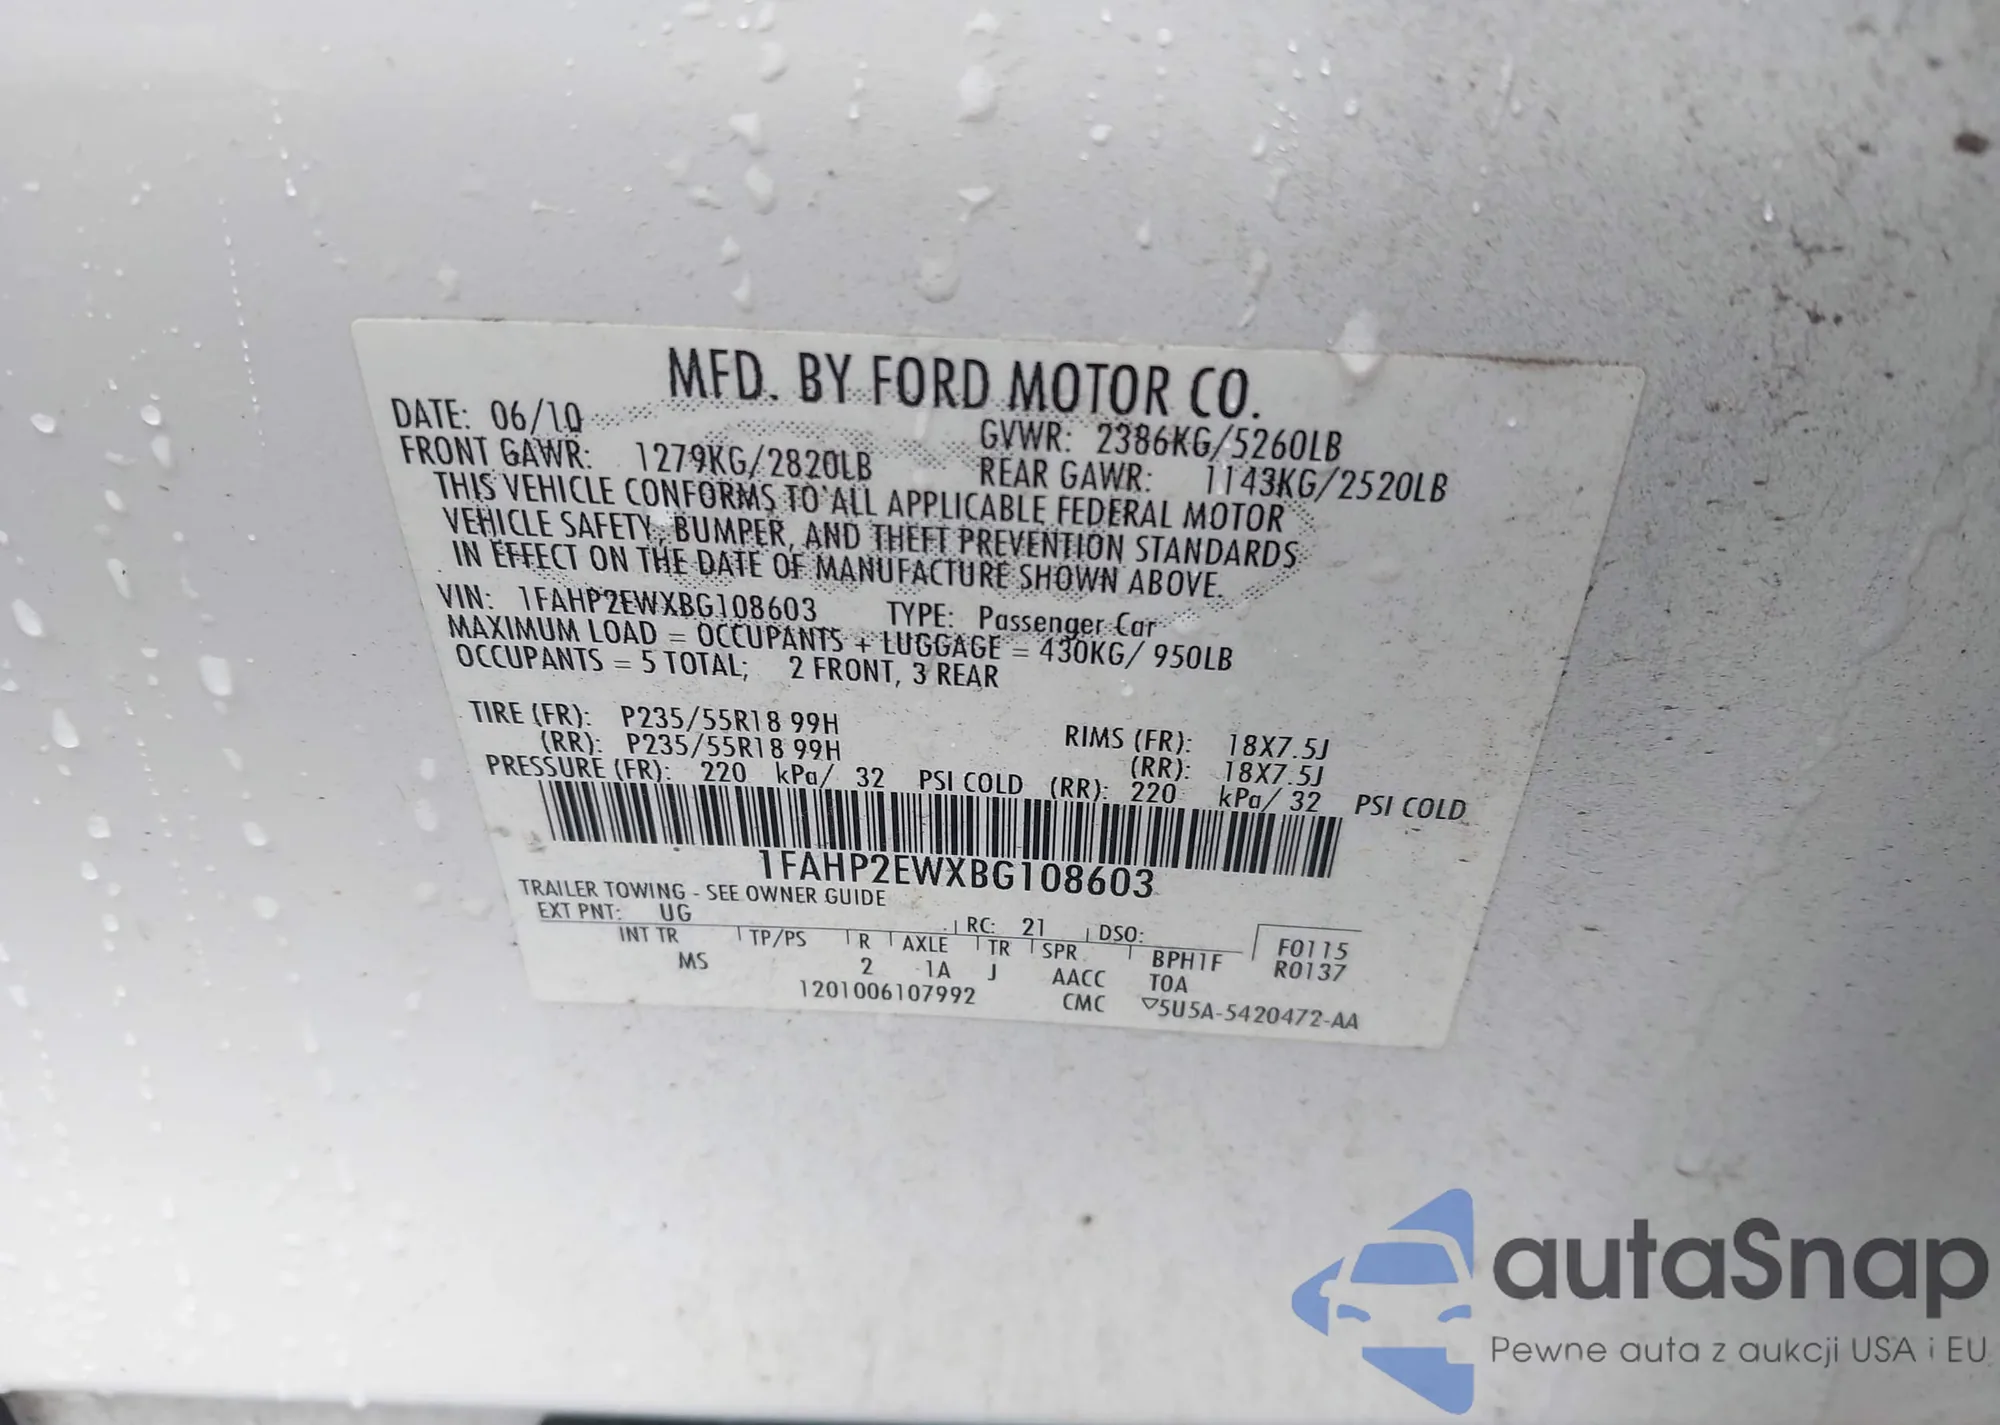 MFD. BY FORD MOTOR CO.
DATE: 06/10 GVWR: 2386KG/5260LB
FRONT GAWR: 1279KG/2820LB REAR GAWR: 1143KG/2520LB
THIS VEHICLE CONFORMS TO ALL APPLICABLE FEDERAL MOTOR
VEHICLE SAFETY, BUMPER, AND THEFT PREVENTION STANDARDS
IN EFFECT ON THE DATE OF MANUFACTURE SHOWN ABOVE.
VIN: 1FAHP2EWXBG108603 TYPE: Passenger Car
MAXIMUM LOAD = OCCUPANTS + LUGGAGE = 430KG/ 950LB
OCCUPANTS = 5 TOTAL; 2 FRONT, 3 REAR
TIRE (FR): P235/55R18 99H RIMS (FR): 18X7.5J
(RR): P235/55R18 99H (RR): 18X7.5J
PRESSURE (FR): 220 kPa/ 32 PSI COLD (RR): 220 kPa/ 32 PSI COLD
1FAHP2EWXBG108603
TRAILER TOWING - SEE OWNER GUIDE
EXT PNT: UG RC: 21 DSO: F0115
INT TR TP/PS R AXLE TR SPR BPH1F R0137
MS 2 1A J AACC TOA
1201006107992 CMC ▽5U5A-5420472-AA
autaSnap
Pewne auta z aukcji USA i EU